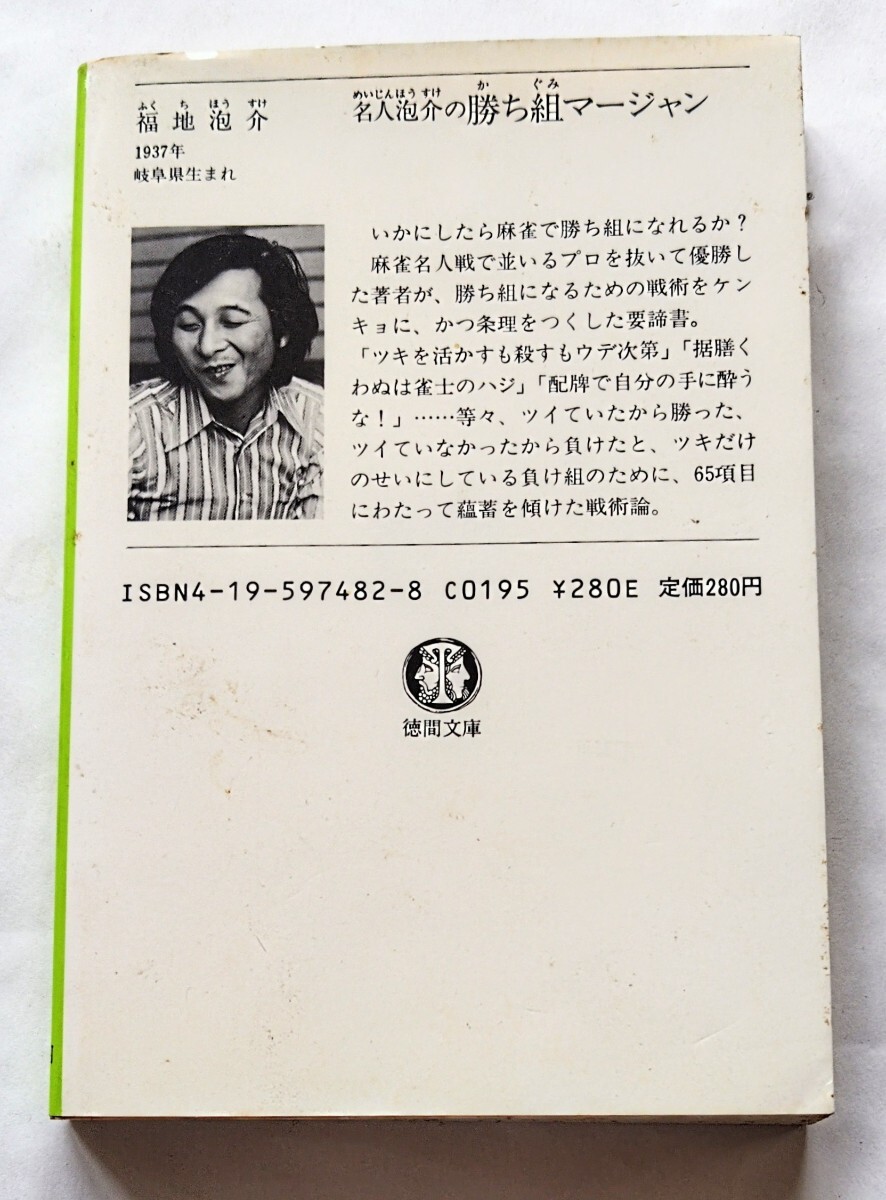 ふく ち ほう すけ
福地泡介
1937年
岐阜県生まれ
めいじんほうすけ か ぐみ
名人泡介の勝ち組マージャン
いかにしたら麻雀で勝ち組になれるか？
麻雀名人戦で並いるプロを抜いて優勝し
た著者が、勝ち組になるための戦術をケン
キョに、かつ条理をつくした要諦書。
「ツキを活かすも殺すもウデ次第」「据膳く
わぬは雀士のハジ」「配牌で自分の手に酔う
な！」……等々、ツイていたから勝った、
ツイていなかったから負けたと、ツキだけ
のせいにしている負け組のために、65項目
にわたって蘊蓄を傾けた戦術論。
ISBN4-19-597482-8 C0195 ¥280E 定価280円
徳間文庫